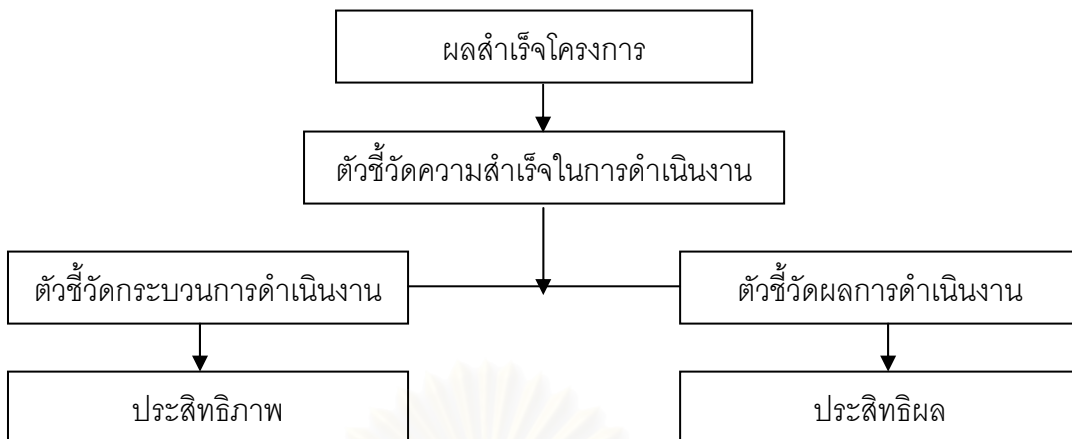 ผลสำเร็จโครงการ
ตัวชี้วัดความสำเร็จในการดำเนินงาน
ตัวชี้วัดกระบวนการดำเนินงาน
ตัวชี้วัดผลการดำเนินงาน
ประสิทธิภาพ
ประสิทธิผล